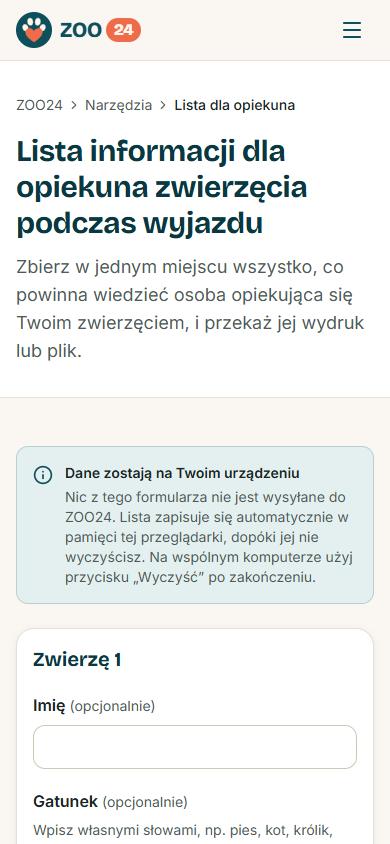 ZOO 24
ZOO24 > Narzędzia > Lista dla opiekuna
Lista informacji dla
opiekuna zwierzęcia
podczas wyjazdu
Zbierz w jednym miejscu wszystko, co
powinna wiedzieć osoba opiekująca się
Twoim zwierzęciem, i przekaż jej wydruk
lub plik.
Dane zostają na Twoim urządzeniu
Nic z tego formularza nie jest wysyłane do
ZOO24. Lista zapisuje się automatycznie w
pamięci tej przeglądarki, dopóki jej nie
wyczyścisz. Na wspólnym komputerze użyj
przycisku „Wyczyść” po zakończeniu.
Zwierzę 1
Imię (opcjonalnie)
Gatunek (opcjonalnie)
Wpisz własnymi słowami, np. pies, kot, królik,